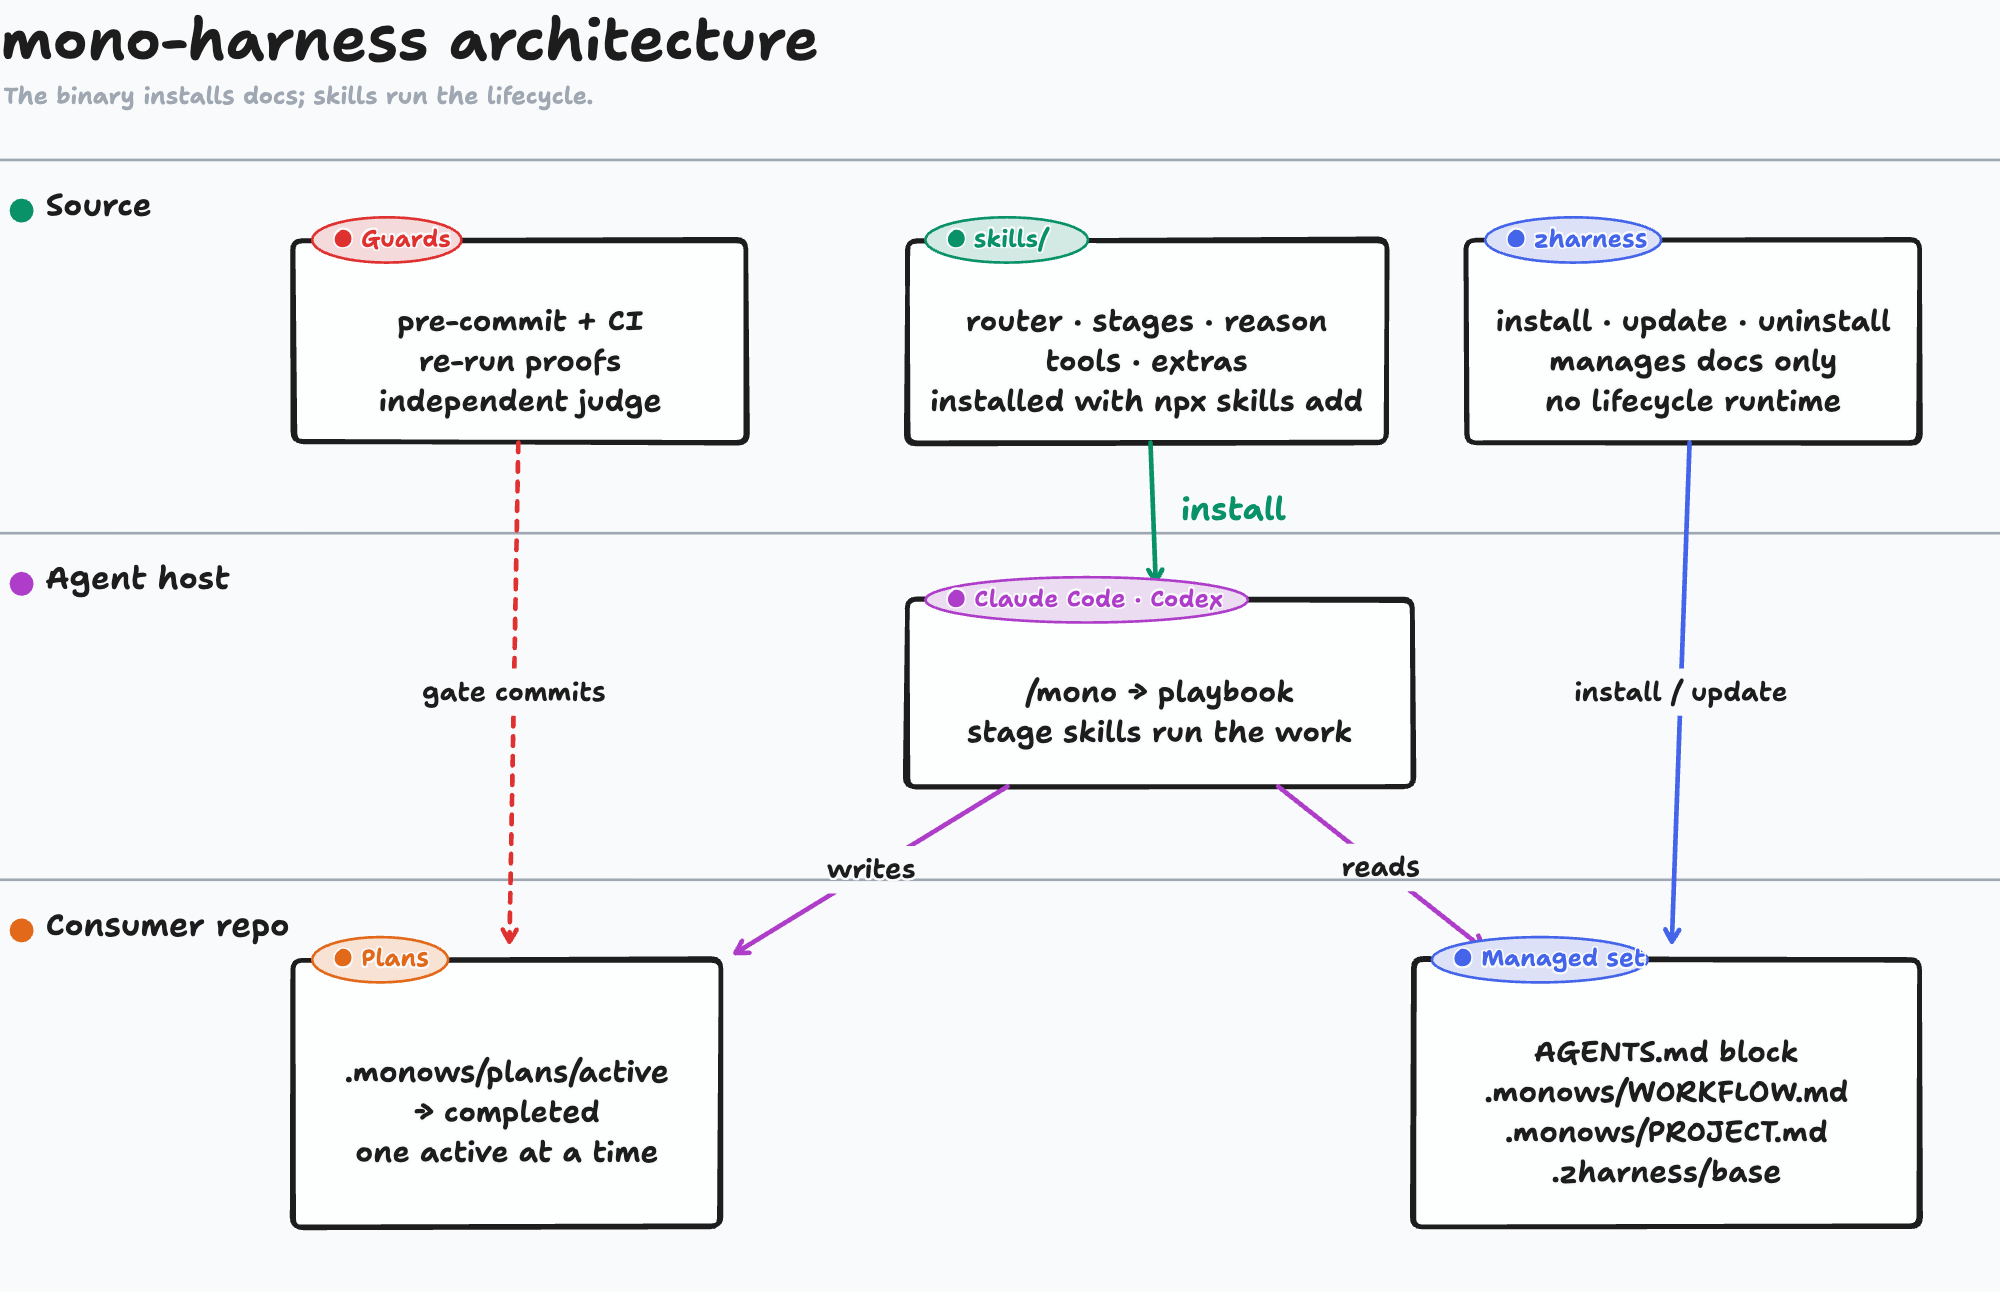 mono-harness architecture
The binary installs docs; skills run the lifecycle.
Source
Guards
pre-commit + CI
re-run proofs
independent judge
skills/
router · stages · reason
tools · extras
installed with npx skills add
zharness
install · update · uninstall
manages docs only
no lifecycle runtime
install
Agent host
Claude Code · Codex
/mono → playbook
stage skills run the work
gate commits
install / update
writes
reads
Consumer repo
Plans
.monows/plans/active
→ completed
one active at a time
Managed set
AGENTS.md block
.monows/WORKFLOW.md
.monows/PROJECT.md
.zharness/base